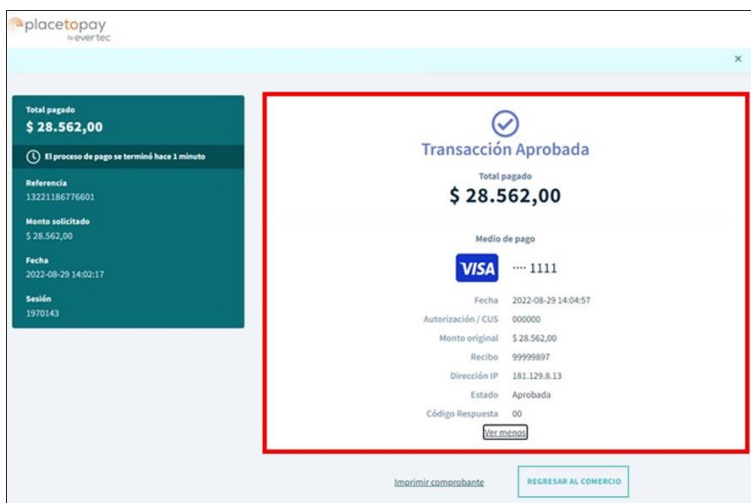 placetopay
by evertec
×
Total pagado
$ 28.562,00
El proceso de pago se terminó hace 1 minuto
Referencia
13221186776601
Monto solicitado
$ 28.562,00
Fecha
2022-08-29 14:02:17
Sesión
1970143
Transacción Aprobada
Total pagado
$ 28.562,00
Medio de pago
VISA ···· 1111
Fecha 2022-08-29 14:04:57
Autorización / CUS 000000
Monto original $ 28.562,00
Recibo 99999897
Dirección IP 181.129.8.13
Estado Aprobada
Código Respuesta 00
Ver menos
Imprimir comprobante
REGRESAR AL COMERCIO